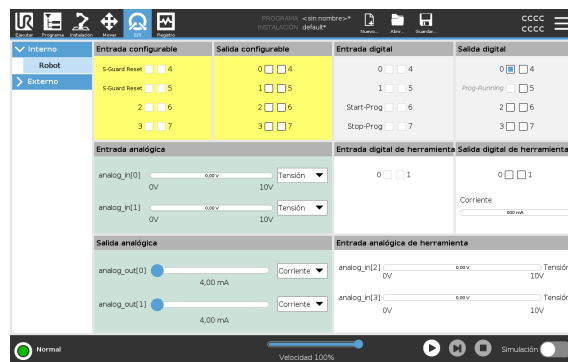 UR
PROGRAMA <sin nombre>*
INSTALACIÓN default*
CCCC
CCCC
Ejecutar Programa Instalación Mover E/S Registro Nuevo... Abrir... Guardar...
Interno
Robot
Externo
Entrada configurable
S-Guard Reset 4
S-Guard Reset 5
2 6
3 7
Salida configurable
0 4
1 5
2 6
3 7
Entrada digital
0 4
1 5
Start-Prog 6
Stop-Prog 7
Salida digital
0 4
Prog-Running 5
2 6
3 7
Entrada analógica
analog_in[0] 0,00 V Tensión
0V 10V
analog_in[1] 0,00 V Tensión
0V 10V
Entrada digital de herramienta
0 1
Salida digital de herramienta
0 1
Corriente
000 mA
Salida analógica
analog_out[0] Corriente
4,00 mA
analog_out[1] Corriente
4,00 mA
Entrada analógica de herramienta
analog_in[2] 0,00 V Tensión
0V 10V
analog_in[3] 0,00 V Tensión
0V 10V
Normal
Velocidad 100%
Simulación